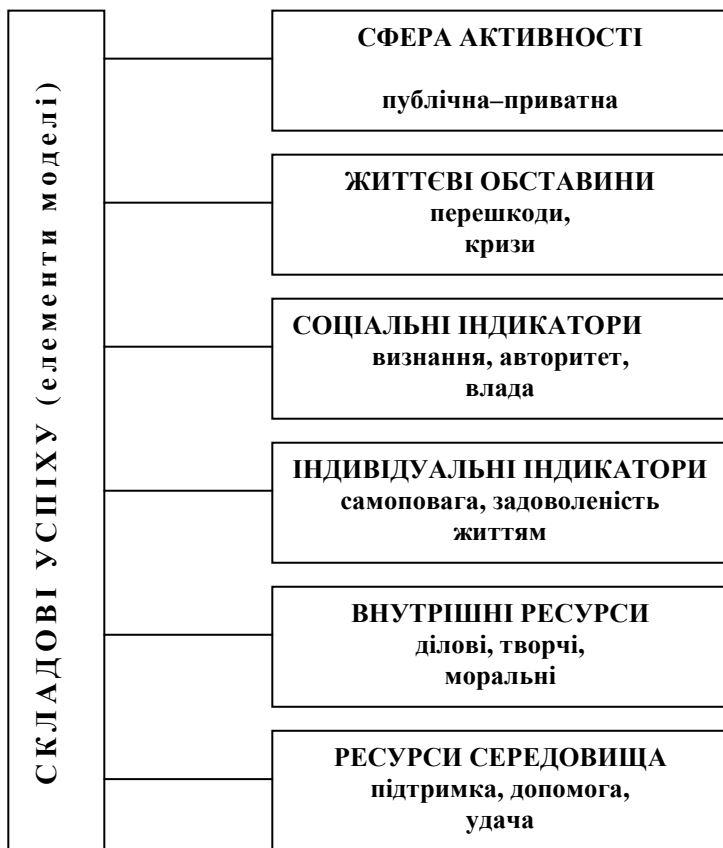 СКЛАДОВІ УСПІХУ (елементи моделі)
СФЕРА АКТИВНОСТІ
публічна–приватна
ЖИТТЄВІ ОБСТАВИНИ
перешкоди,
кризи
СОЦІАЛЬНІ ІНДИКАТОРИ
визнання, авторитет,
влада
ІНДИВІДУАЛЬНІ ІНДИКАТОРИ
самоповага, задоволеність
життям
ВНУТРІШНІ РЕСУРСИ
ділові, творчі,
моральні
РЕСУРСИ СЕРЕДОВИЩА
підтримка, допомога,
удача